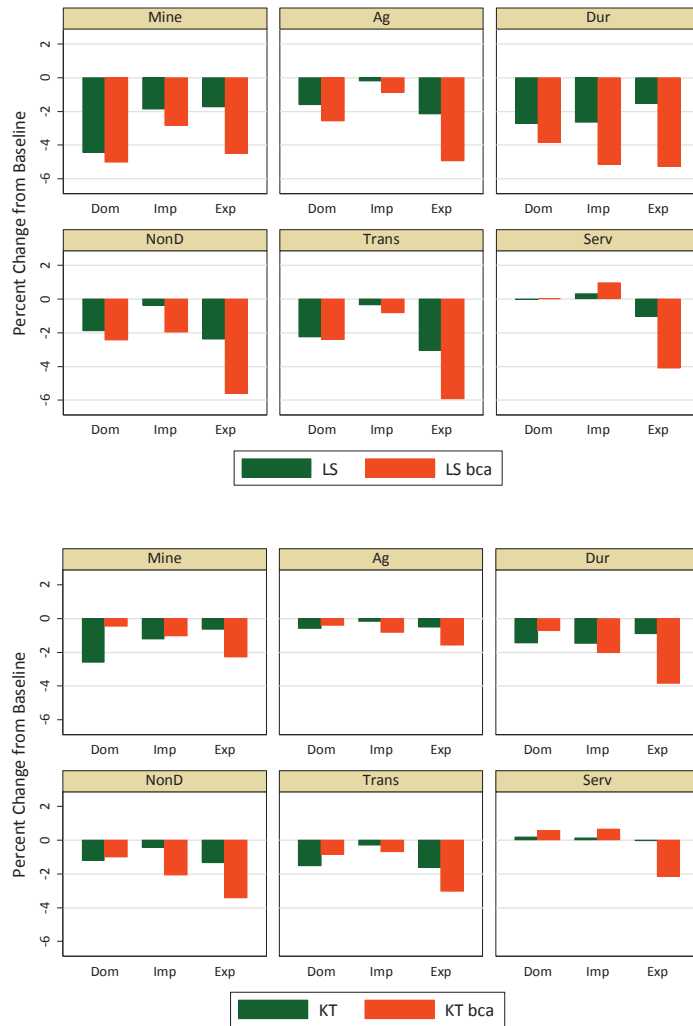 Mine Ag Dur
Percent Change from Baseline
2 0 -2 -4 -6
Dom Imp Exp Dom Imp Exp Dom Imp Exp
NonD Trans Serv
2 0 -2 -4 -6
Dom Imp Exp Dom Imp Exp Dom Imp Exp
LS LS bca
Mine Ag Dur
Percent Change from Baseline
2 0 -2 -4 -6
Dom Imp Exp Dom Imp Exp Dom Imp Exp
NonD Trans Serv
2 0 -2 -4 -6
Dom Imp Exp Dom Imp Exp Dom Imp Exp
KT KT bca